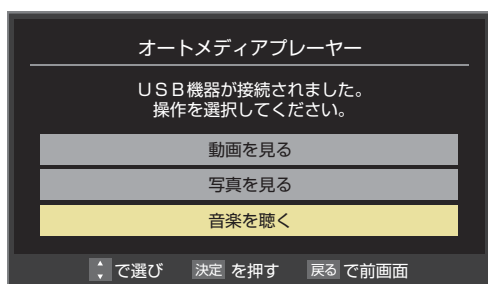 オートメディアプレーヤー
ＵＳＢ機器が接続されました。
操作を選択してください。
動画を見る
写真を見る
音楽を聴く
で選び 決定 を押す 戻る で前画面